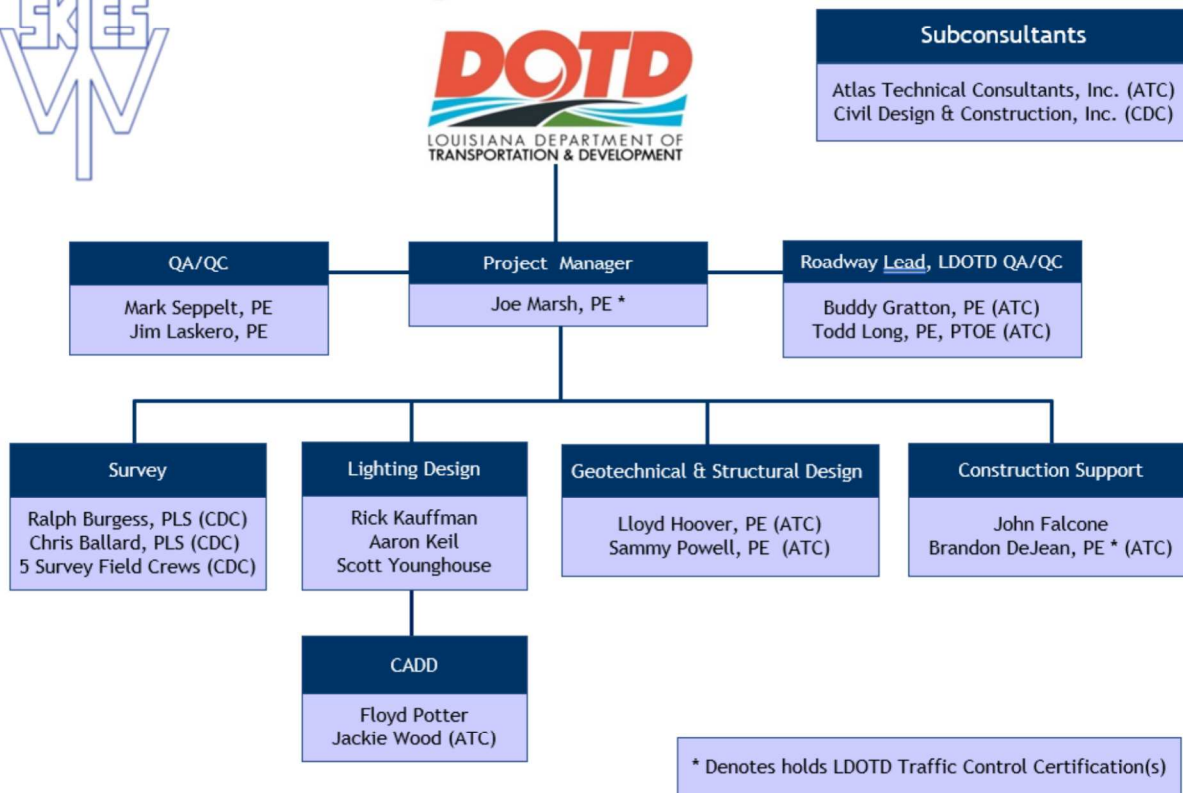 SKIES
DOTD
LOUISIANA DEPARTMENT OF
TRANSPORTATION & DEVELOPMENT
Subconsultants
Atlas Technical Consultants, Inc. (ATC)
Civil Design & Construction, Inc. (CDC)
QA/QC
Mark Seppelt, PE
Jim Laskero, PE
Project Manager
Joe Marsh, PE *
Roadway Lead, LDOTD QA/QC
Buddy Gratton, PE (ATC)
Todd Long, PE, PTOE (ATC)
Survey
Ralph Burgess, PLS (CDC)
Chris Ballard, PLS (CDC)
5 Survey Field Crews (CDC)
Lighting Design
Rick Kauffman
Aaron Keil
Scott Younghouse
Geotechnical & Structural Design
Lloyd Hoover, PE (ATC)
Sammy Powell, PE (ATC)
Construction Support
John Falcone
Brandon DeJean, PE * (ATC)
CADD
Floyd Potter
Jackie Wood (ATC)
* Denotes holds LDOTD Traffic Control Certification(s)